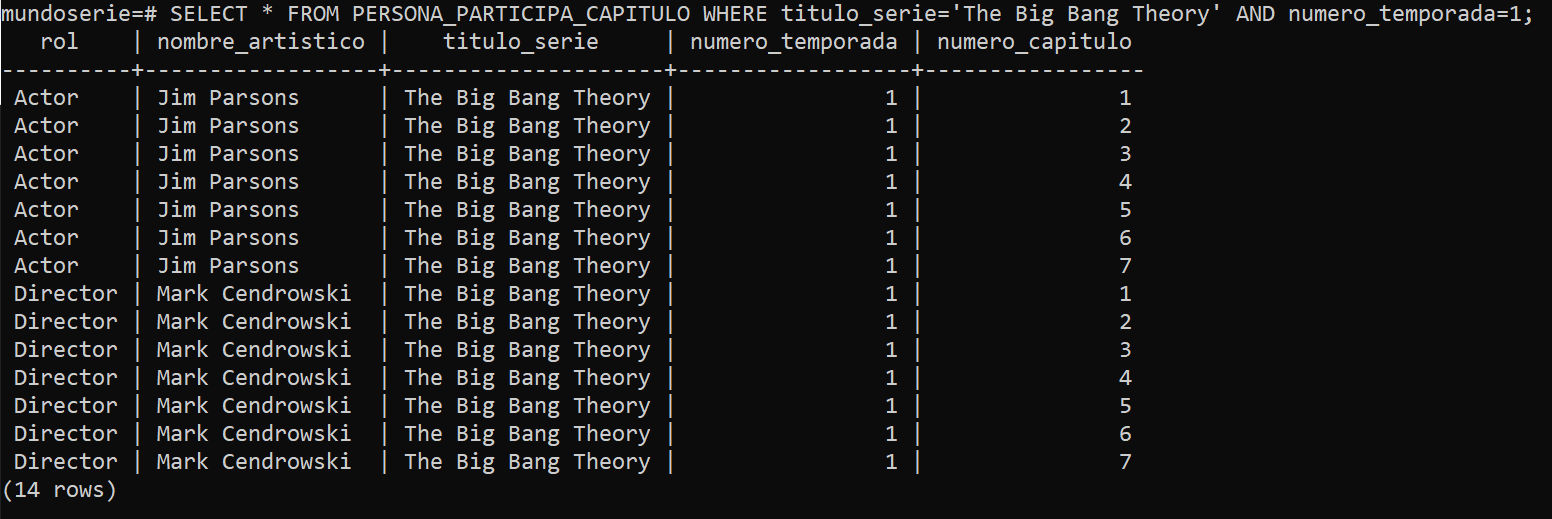 mundoserie=# SELECT * FROM PERSONA_PARTICIPA_CAPITULO WHERE titulo_serie='The Big Bang Theory' AND numero_temporada=1;
   rol    | nombre_artistico |    titulo_serie     | numero_temporada | numero_capitulo
----------+------------------+---------------------+------------------+-----------------
 Actor    | Jim Parsons      | The Big Bang Theory |                1 |               1
 Actor    | Jim Parsons      | The Big Bang Theory |                1 |               2
 Actor    | Jim Parsons      | The Big Bang Theory |                1 |               3
 Actor    | Jim Parsons      | The Big Bang Theory |                1 |               4
 Actor    | Jim Parsons      | The Big Bang Theory |                1 |               5
 Actor    | Jim Parsons      | The Big Bang Theory |                1 |               6
 Actor    | Jim Parsons      | The Big Bang Theory |                1 |               7
 Director | Mark Cendrowski  | The Big Bang Theory |                1 |               1
 Director | Mark Cendrowski  | The Big Bang Theory |                1 |               2
 Director | Mark Cendrowski  | The Big Bang Theory |                1 |               3
 Director | Mark Cendrowski  | The Big Bang Theory |                1 |               4
 Director | Mark Cendrowski  | The Big Bang Theory |                1 |               5
 Director | Mark Cendrowski  | The Big Bang Theory |                1 |               6
 Director | Mark Cendrowski  | The Big Bang Theory |                1 |               7
(14 rows)